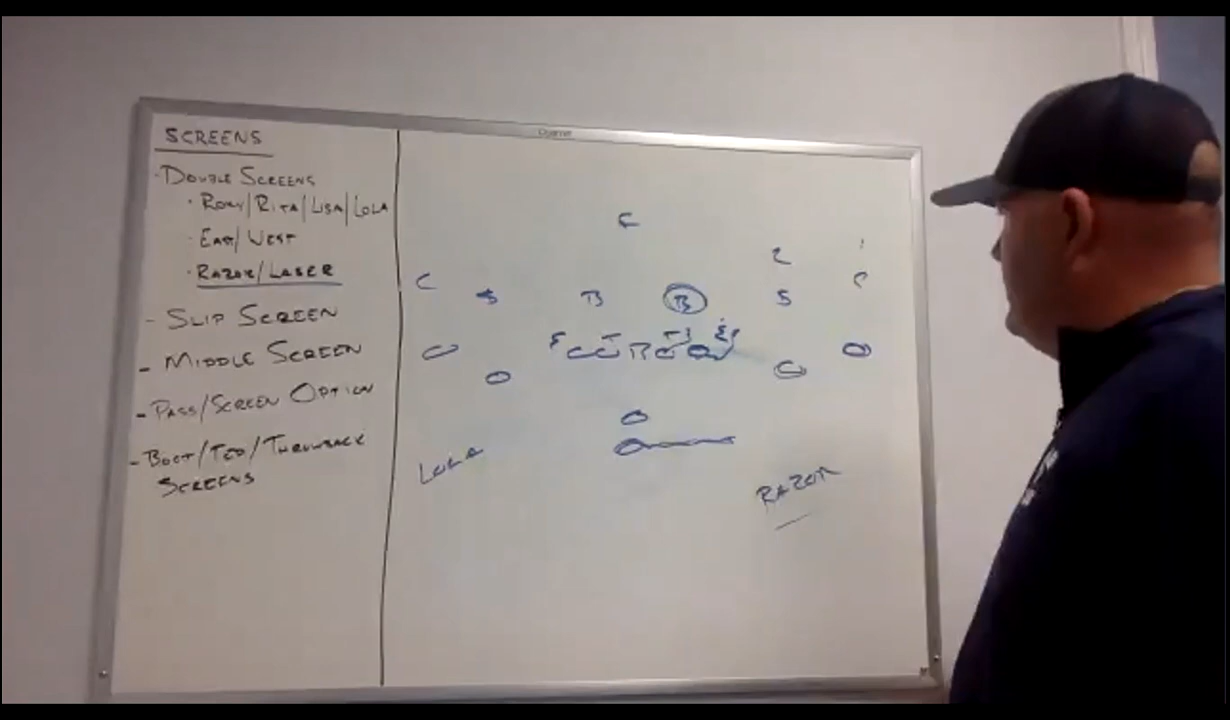 SCREENS
· DOUBLE SCREENS
· ROXY/RITA/LISA/LOLA
· EAST/WEST
· RAZOR/LASER
- SLIP SCREEN
- MIDDLE SCREEN
- PASS/SCREEN OPTION
- BOOT/TED/THROWBACK
SCREENS
C
C
S
B
B
S
LOLA
RAZOR